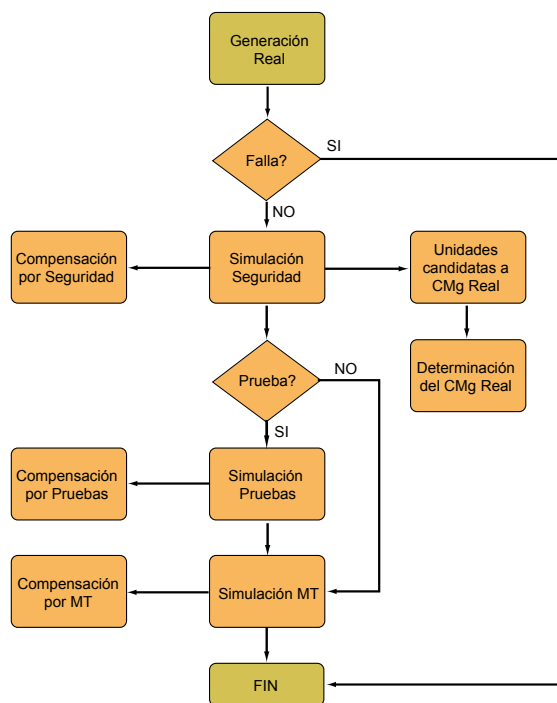 Generación
Real
SI
Falla?
NO
Compensación
por Seguridad
Simulación
Seguridad
Unidades
candidatas a
CMg Real
Prueba?
NO
Determinación
del CMg Real
SI
Compensación
por Pruebas
Simulación
Pruebas
Compensación
por MT
Simulación MT
FIN